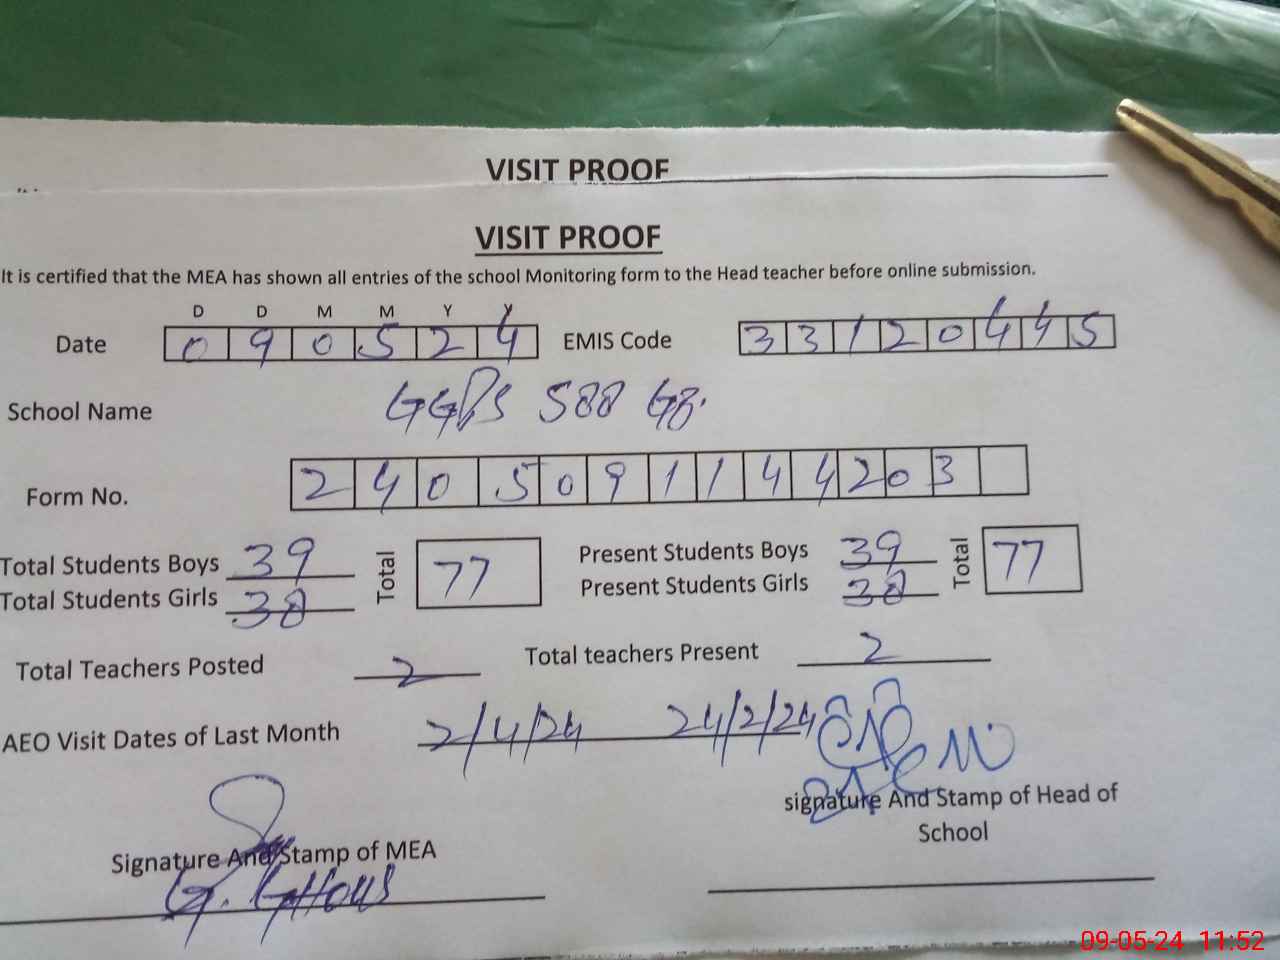 VISIT PROOF
VISIT PROOF
It is certified that the MEA has shown all entries of the school Monitoring form to the Head teacher before online submission.
D D M M Y Y
Date 0 9 0 5 2 4 EMIS Code 3 3 1 2 0 4 4 5
School Name GGPS 588 GB.
Form No. 2 4 0 5 0 9 1 1 4 4 2 0 3
Total Students Boys 39 Total 77 Present Students Boys 39 Total 77
Total Students Girls 38 Present Students Girls 38
Total Teachers Posted 2 Total teachers Present 2
AEO Visit Dates of Last Month 2/4/24 24/2/24
signature And Stamp of Head of
School
Signature And Stamp of MEA
G. GHous
09-05-24 11:52